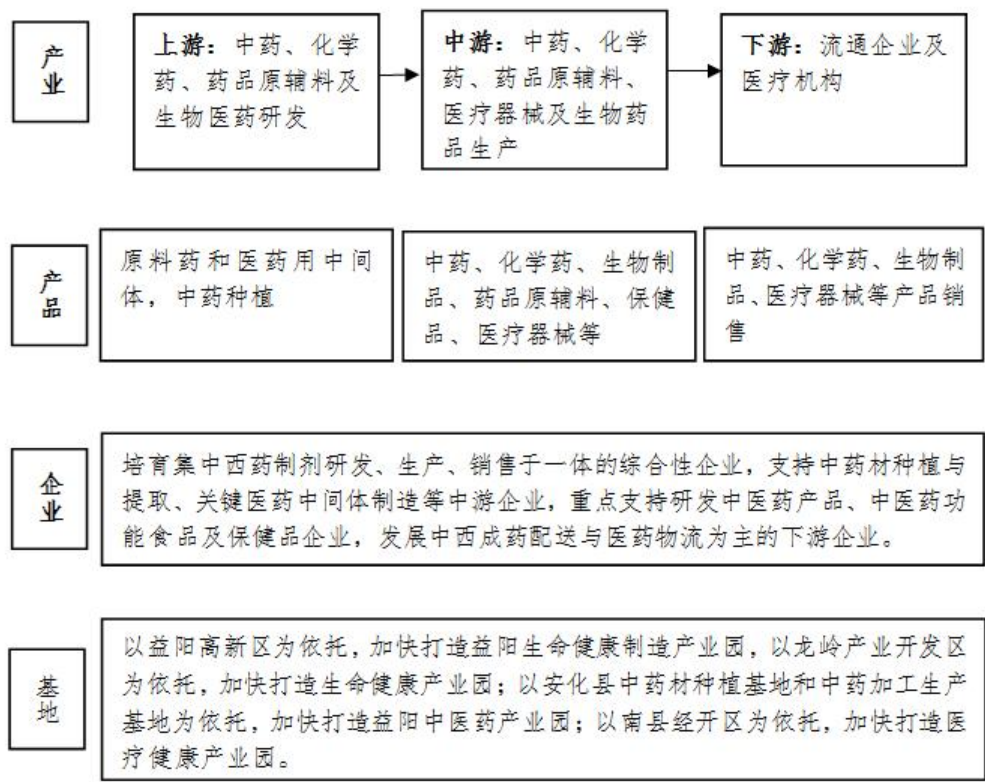 产
业
上游：中药、化学
药、药品原辅料及
生物医药研发
中游：中药、化学
药、药品原辅料、
医疗器械及生物药
品生产
下游：流通企业及
医疗机构
产
品
原料药和医药用中间
体，中药种植
中药、化学药、生物制
品、药品原辅料、保健
品、医疗器械等
中药、化学药、生物制
品、医疗器械等产品销
售
企
业
培育集中西药制剂研发、生产、销售于一体的综合性企业，支持中药材种植与
提取、关键医药中间体制造等中游企业，重点支持研发中医药产品、中医药功
能食品及保健品企业，发展中西成药配送与医药物流为主的下游企业。
基
地
以益阳高新区为依托，加快打造益阳生命健康制造产业园，以龙岭产业开发区
为依托，加快打造生命健康产业园；以安化县中药材种植基地和中药加工生产
基地为依托，加快打造益阳中医药产业园；以南县经开区为依托，加快打造医
疗健康产业园。